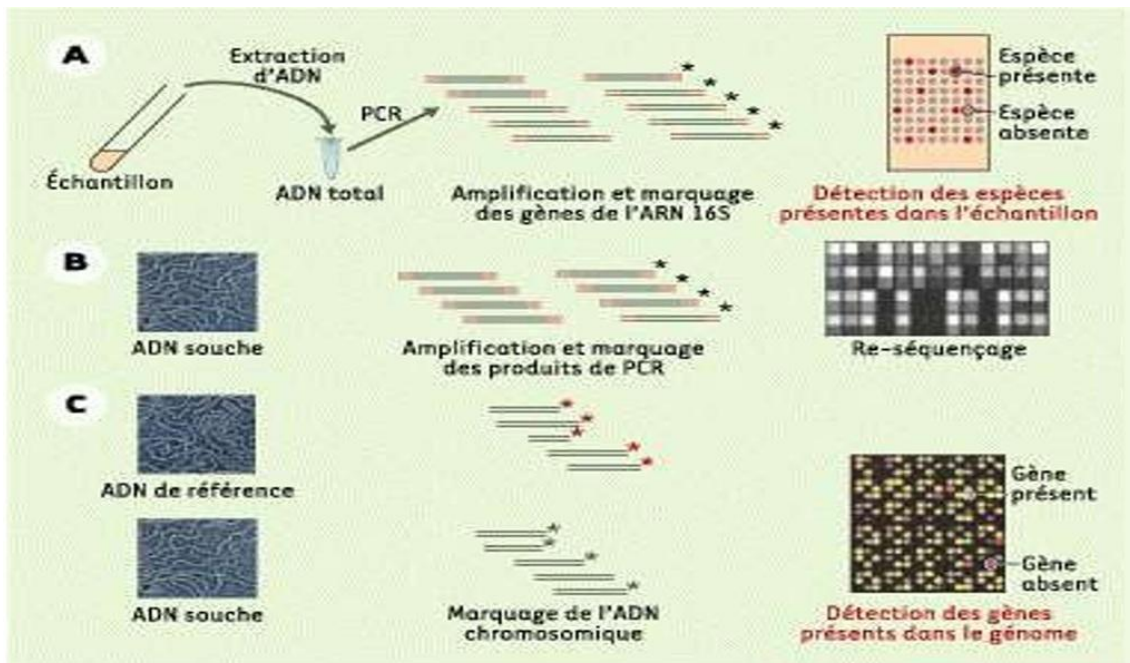 A
Extraction
d'ADN
PCR
Échantillon
ADN total
Amplification et marquage
des gènes de l'ARN 16S
Espèce
présente
Espèce
absente
Détection des espèces
présentes dans l'échantillon
B
ADN souche
Amplification et marquage
des produits de PCR
Re-séquençage
C
ADN de référence
ADN souche
Marquage de l'ADN
chromosomique
Gène
présent
Gène
absent
Détection des gènes
présents dans le génome